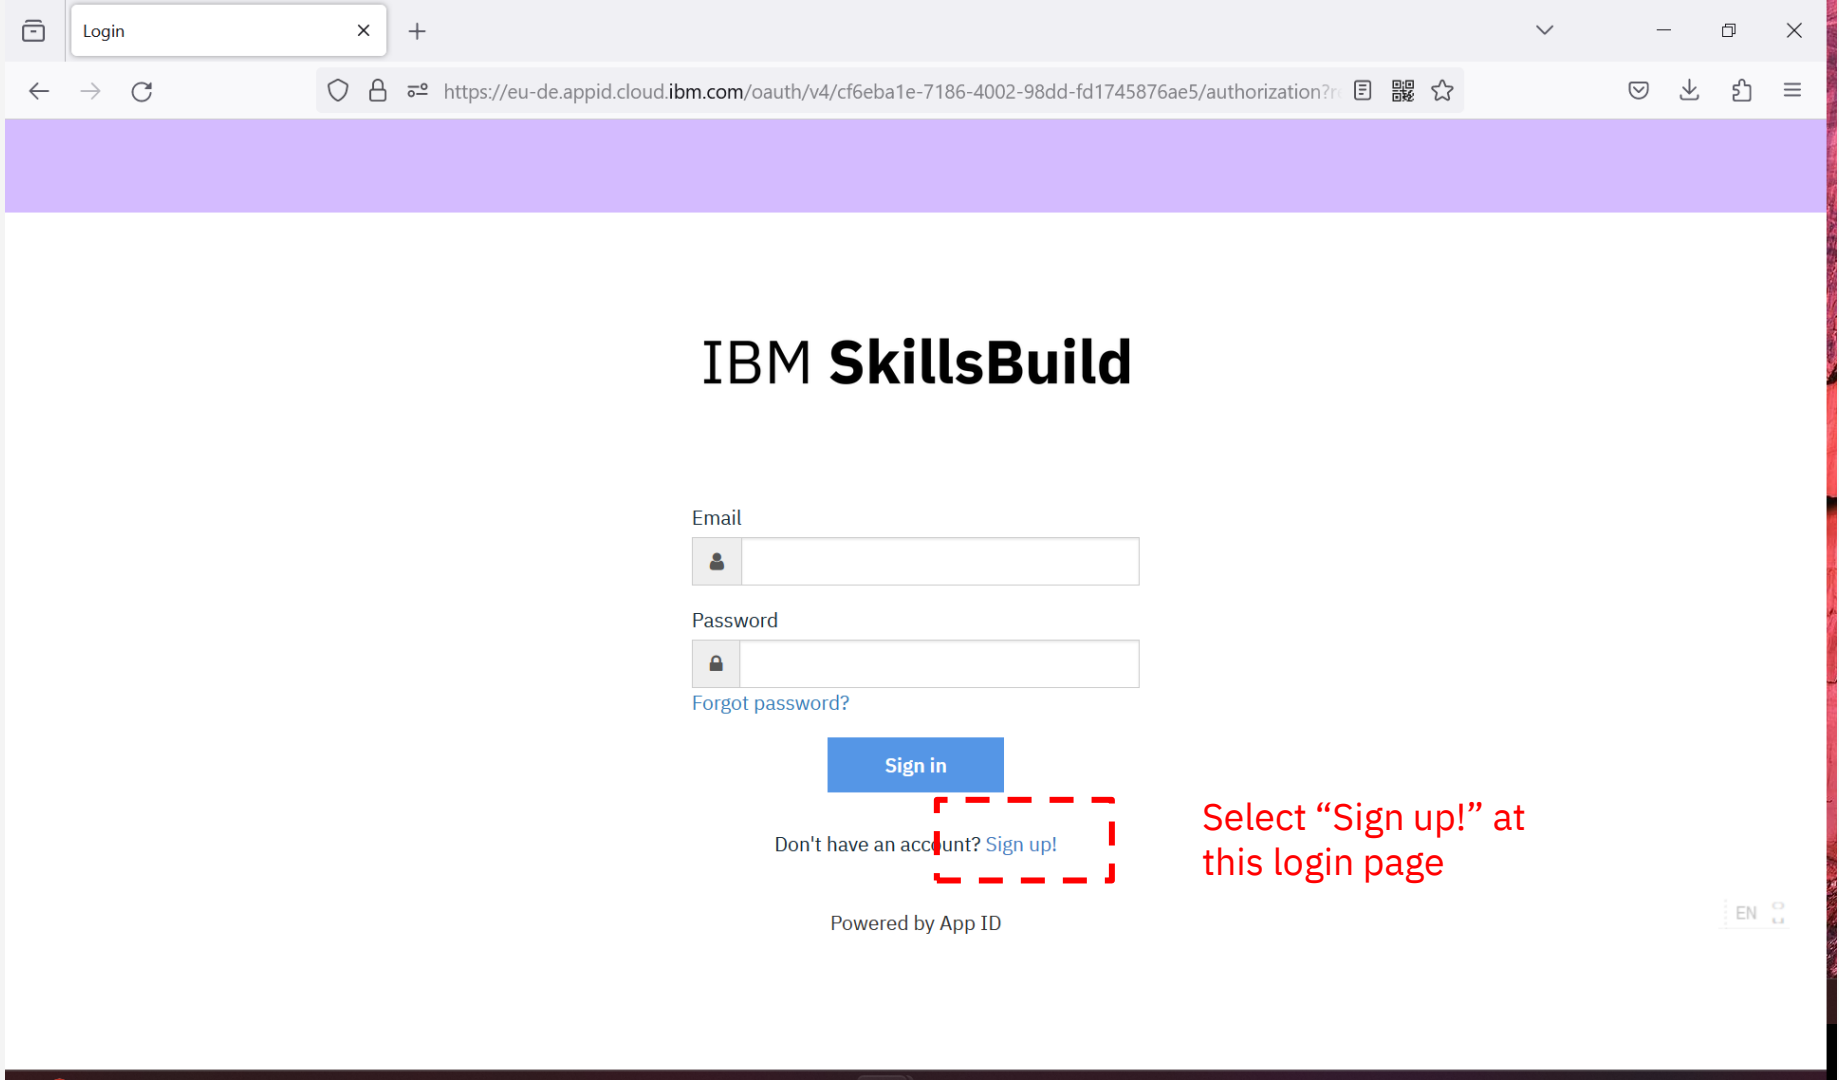 Login
https://eu-de.appid.cloud.ibm.com/oauth/v4/cf6eba1e-7186-4002-98dd-fd1745876ae5/authorization?r
IBM SkillsBuild
Email
Password
Forgot password?
Sign in
Don't have an account? Sign up!
Select “Sign up!” at
this login page
Powered by App ID
EN